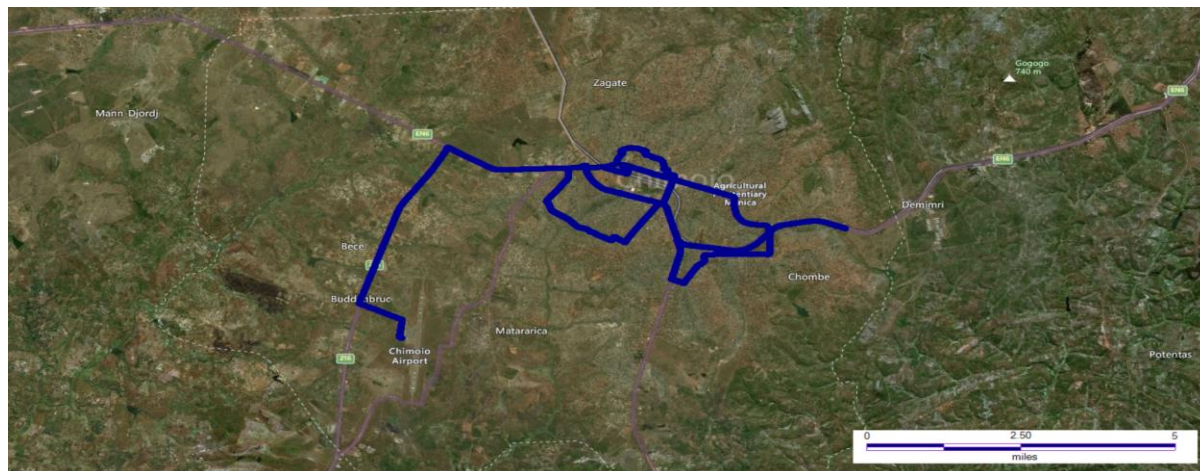 Zagate
Gogogo
740 m
Mann Djordj
Chimoio
Agricultural
Penitentiary
Manica
Demimri
Bece
Chombe
216
Matararica
Chimoio
Airport
Potentas
0
2.50
5
miles